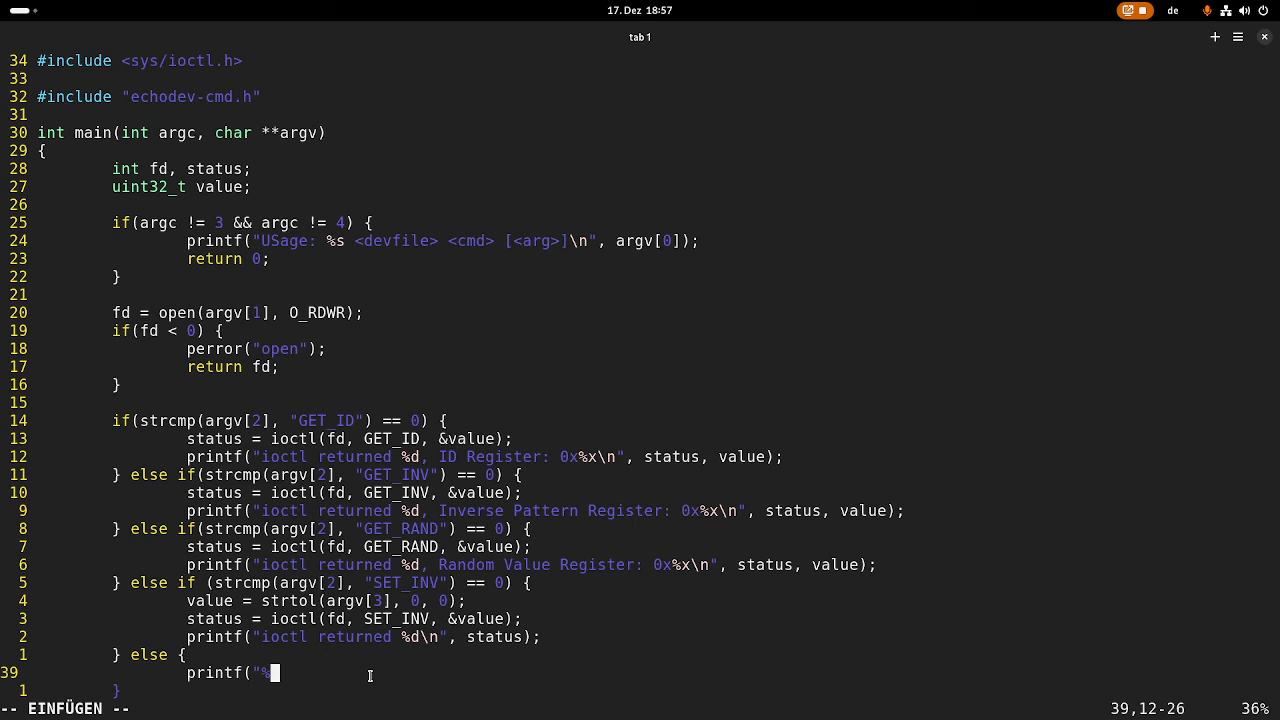 17. Dez 18:57
de
tab 1
34 #include <sys/ioctl.h>
33
32 #include "echodev-cmd.h"
31
30 int main(int argc, char **argv)
29 {
28 int fd, status;
27 uint32_t value;
26
25 if(argc != 3 && argc != 4) {
24 printf("USage: %s <devfile> <cmd> [<arg>]\n", argv[0]);
23 return 0;
22 }
21
20 fd = open(argv[1], O_RDWR);
19 if(fd < 0) {
18 perror("open");
17 return fd;
16 }
15
14 if(strcmp(argv[2], "GET_ID") == 0) {
13 status = ioctl(fd, GET_ID, &value);
12 printf("ioctl returned %d, ID Register: 0x%x\n", status, value);
11 } else if(strcmp(argv[2], "GET_INV") == 0) {
10 status = ioctl(fd, GET_INV, &value);
9 printf("ioctl returned %d, Inverse Pattern Register: 0x%x\n", status, value);
8 } else if(strcmp(argv[2], "GET_RAND") == 0) {
7 status = ioctl(fd, GET_RAND, &value);
6 printf("ioctl returned %d, Random Value Register: 0x%x\n", status, value);
5 } else if (strcmp(argv[2], "SET_INV") == 0) {
4 value = strtol(argv[3], 0, 0);
3 status = ioctl(fd, SET_INV, &value);
2 printf("ioctl returned %d\n", status);
1 } else {
39 printf("%
1 }
-- EINFÜGEN -- 39,12-26 36%